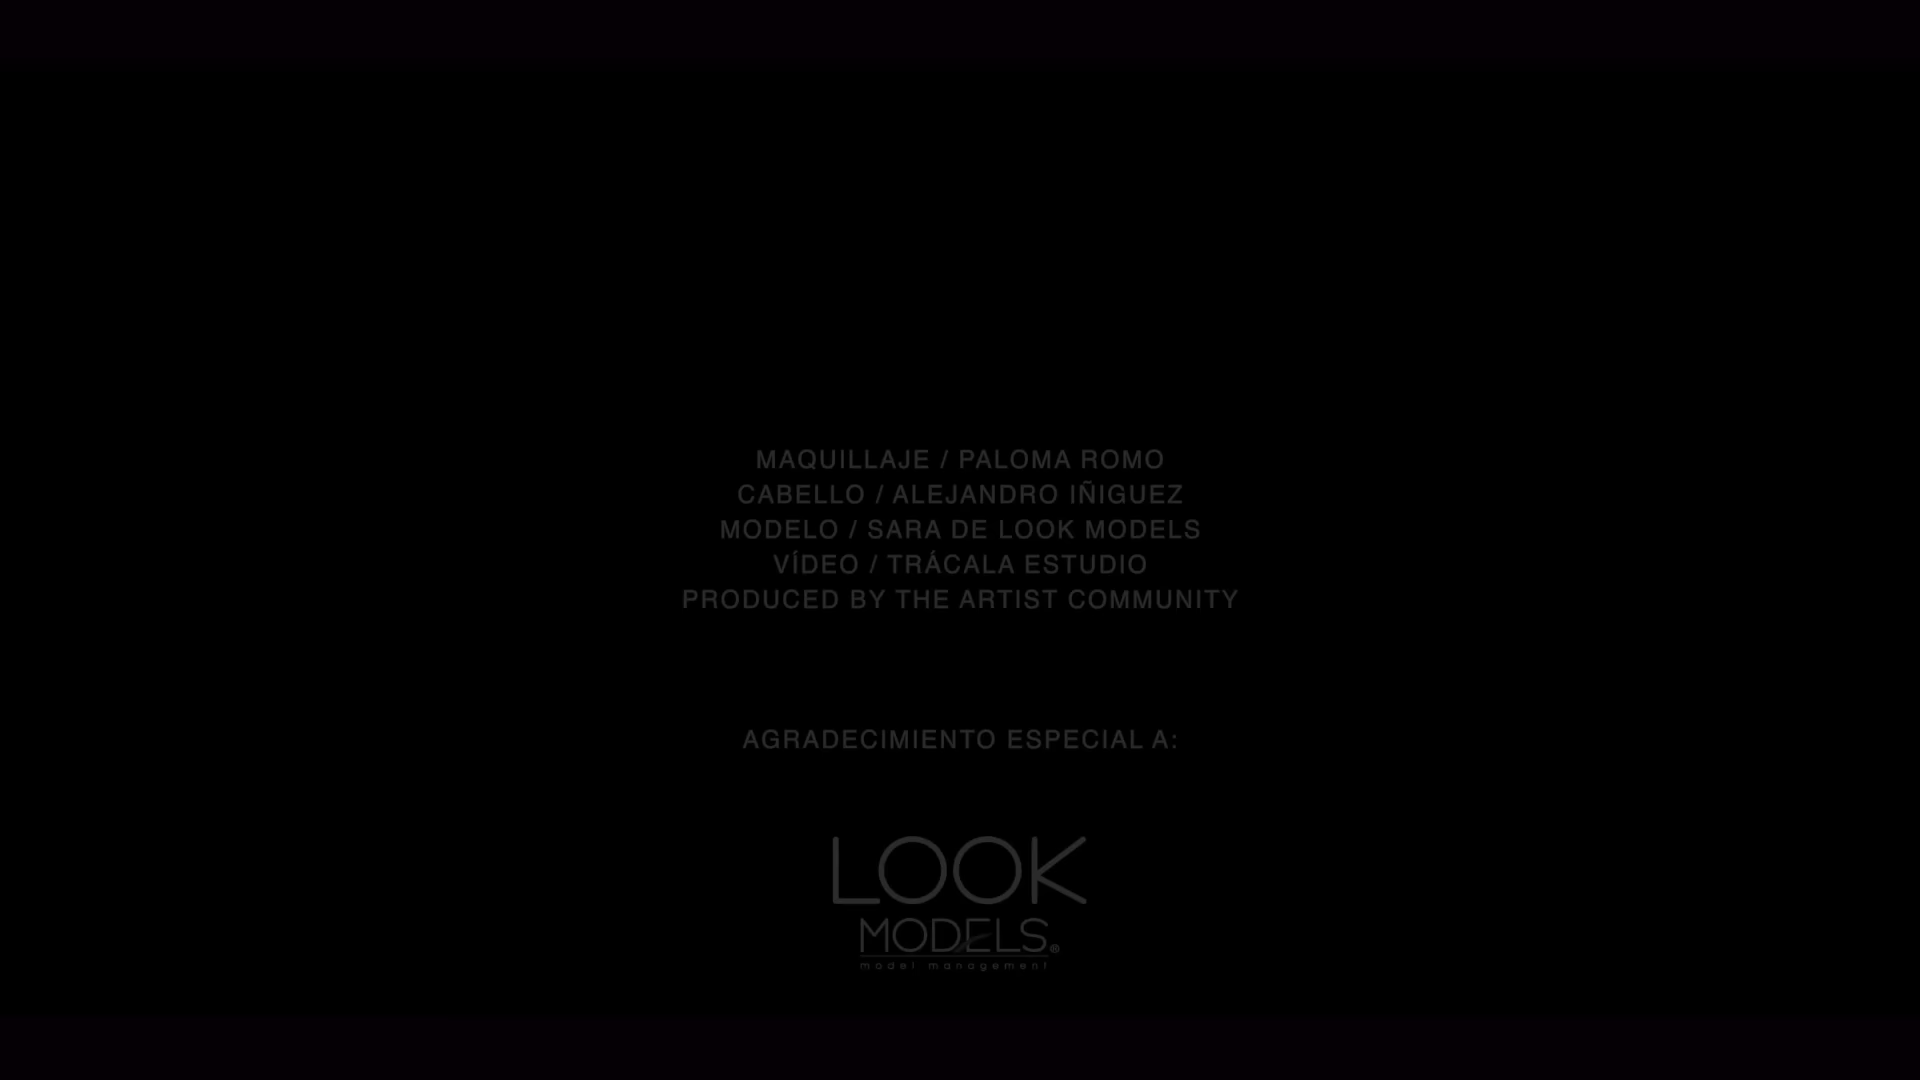 MAQUILLAJE / PALOMA ROMO
CABELLO / ALEJANDRO IÑIGUEZ
MODELO / SARA DE LOOK MODELS
VÍDEO / TRÁCALA ESTUDIO
PRODUCED BY THE ARTIST COMMUNITY
AGRADECIMIENTO ESPECIAL A:
LOOK
MODELS®
model management